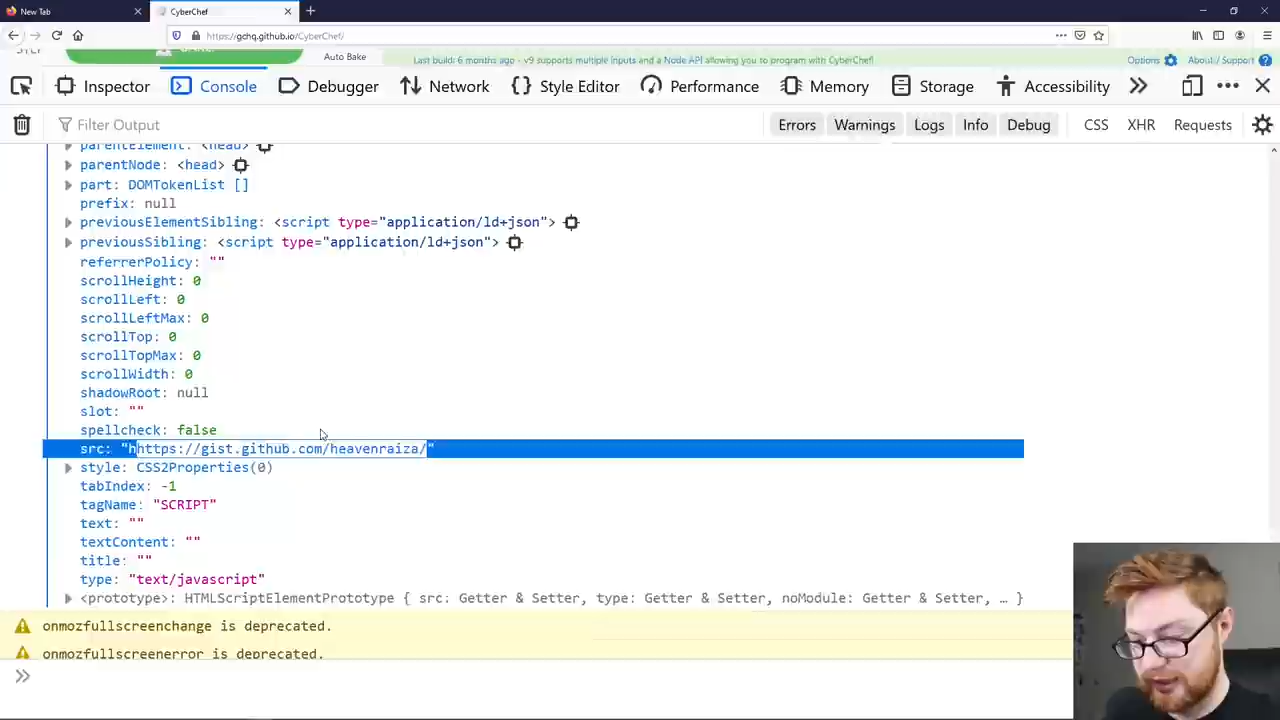 New Tab
CyberChef
https://gchq.github.io/CyberChef/
Auto Bake
Last build: 6 months ago - v9 supports multiple inputs and a Node API allowing you to program with CyberChef!
Options
About / Support
Inspector
Console
Debugger
Network
Style Editor
Performance
Memory
Storage
Accessibility
Filter Output
Errors
Warnings
Logs
Info
Debug
CSS
XHR
Requests
parentElement: <head>
parentNode: <head>
part: DOMTokenList []
prefix: null
previousElementSibling: <script type="application/ld+json">
previousSibling: <script type="application/ld+json">
referrerPolicy: ""
scrollHeight: 0
scrollLeft: 0
scrollLeftMax: 0
scrollTop: 0
scrollTopMax: 0
scrollWidth: 0
shadowRoot: null
slot: ""
spellcheck: false
src: "hhttps://gist.github.com/heavenraiza/"
style: CSS2Properties(0)
tabIndex: -1
tagName: "SCRIPT"
text: ""
textContent: ""
title: ""
type: "text/javascript"
<prototype>: HTMLScriptElementPrototype { src: Getter & Setter, type: Getter & Setter, noModule: Getter & Setter, … }
onmozfullscreenchange is deprecated.
onmozfullscreenerror is deprecated.